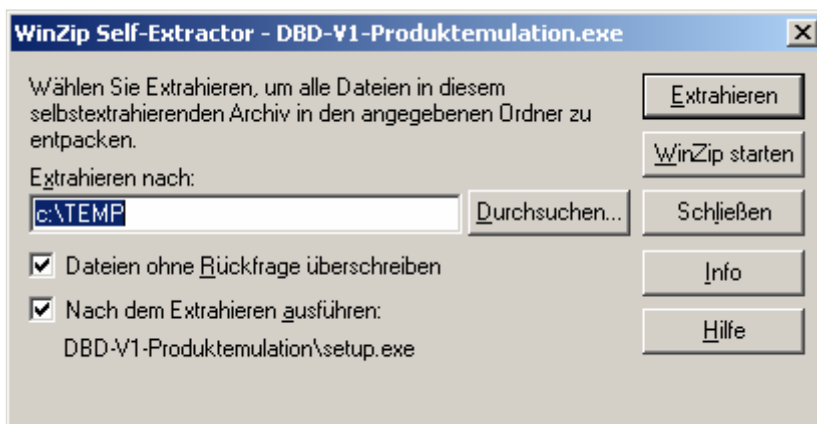 WinZip Self-Extractor - DBD-V1-Produktemulation.exe
Wählen Sie Extrahieren, um alle Dateien in diesem
selbstextrahierenden Archiv in den angegebenen Ordner zu
entpacken.
Extrahieren nach:
c:\TEMP
Durchsuchen...
Dateien ohne Rückfrage überschreiben
Nach dem Extrahieren ausführen:
DBD-V1-Produktemulation\setup.exe
Extrahieren
WinZip starten
Schließen
Info
Hilfe